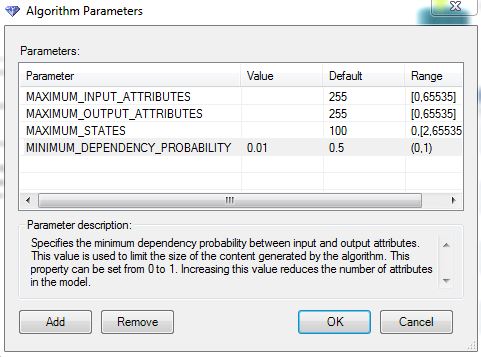 Algorithm Parameters
Parameters:
Parameter Value Default Range
MAXIMUM_INPUT_ATTRIBUTES 255 [0,65535]
MAXIMUM_OUTPUT_ATTRIBUTES 255 [0,65535]
MAXIMUM_STATES 100 0,[2,65535
MINIMUM_DEPENDENCY_PROBABILITY 0.01 0.5 (0,1)
Parameter description:
Specifies the minimum dependency probability between input and output attributes.
This value is used to limit the size of the content generated by the algorithm. This
property can be set from 0 to 1. Increasing this value reduces the number of attributes
in the model.
Add Remove OK Cancel